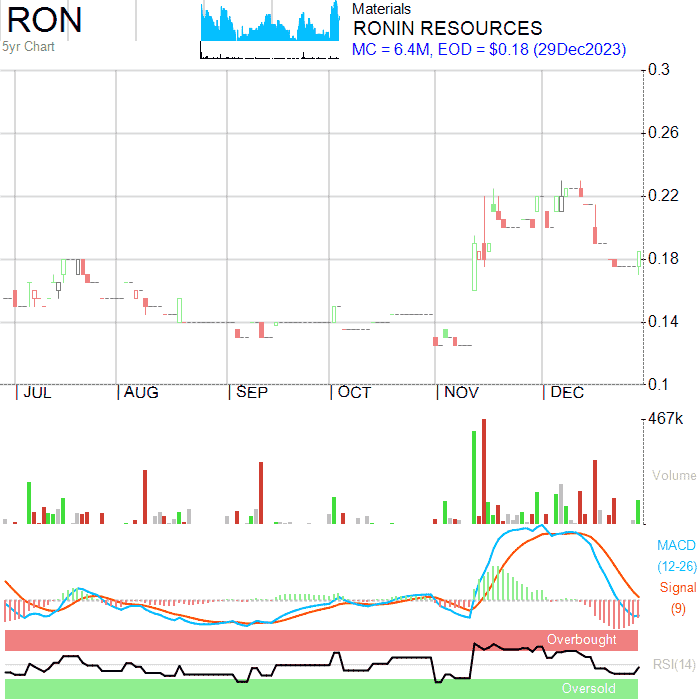 RON
5yr Chart
Materials
RONIN RESOURCES
MC = 6.4M, EOD = $0.18 (29Dec2023)
0.3
0.26
0.22
0.18
0.14
0.1
JUL AUG SEP OCT NOV DEC
467k
Volume
MACD
(12-26)
Signal
(9)
Overbought
RSI(14)
Oversold